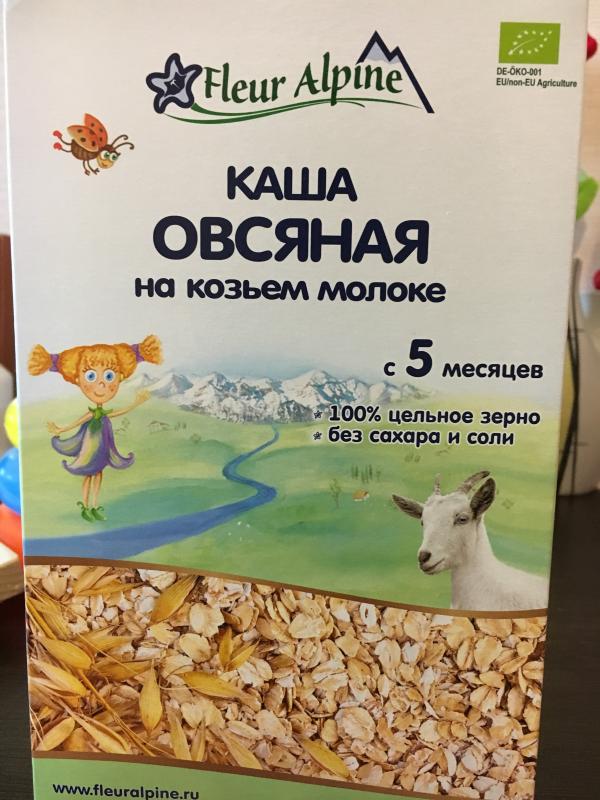 Fleur Alpine
DE-ÖKO-001
EU/non-EU Agriculture
КАША
ОВСЯНАЯ
на козьем молоке
с 5 месяцев
100% цельное зерно
без сахара и соли
www.fleuralpine.ru